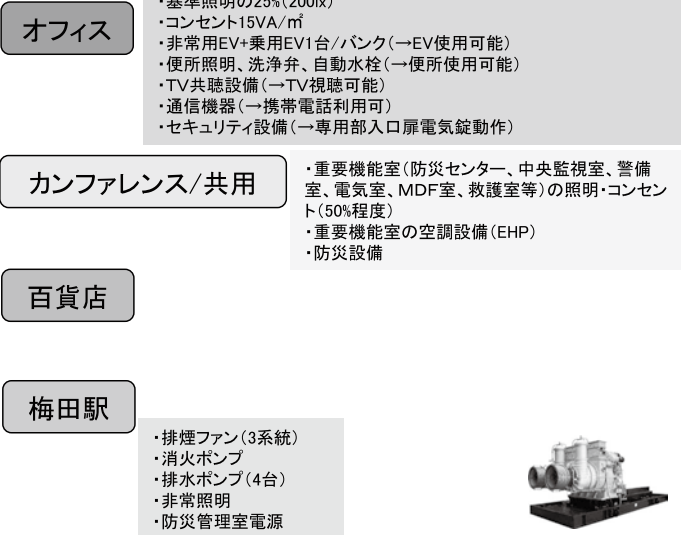 ・基準照明の25%(200lx)
オフィス
・コンセント15VA/㎡
・非常用EV+乗用EV1台/バンク(→EV使用可能)
・便所照明、洗浄弁、自動水栓(→便所使用可能)
・TV共聴設備(→TV視聴可能)
・通信機器(→携帯電話利用可)
・セキュリティ設備(→専用部入口扉電気錠動作)
カンファレンス/共用
・重要機能室(防災センター、中央監視室、警備
室、電気室、MDF室、救護室等)の照明・コンセン
ト(50%程度)
・重要機能室の空調設備(EHP)
・防災設備
百貨店
梅田駅
・排煙ファン(3系統)
・消火ポンプ
・排水ポンプ(4台)
・非常照明
・防災管理室電源